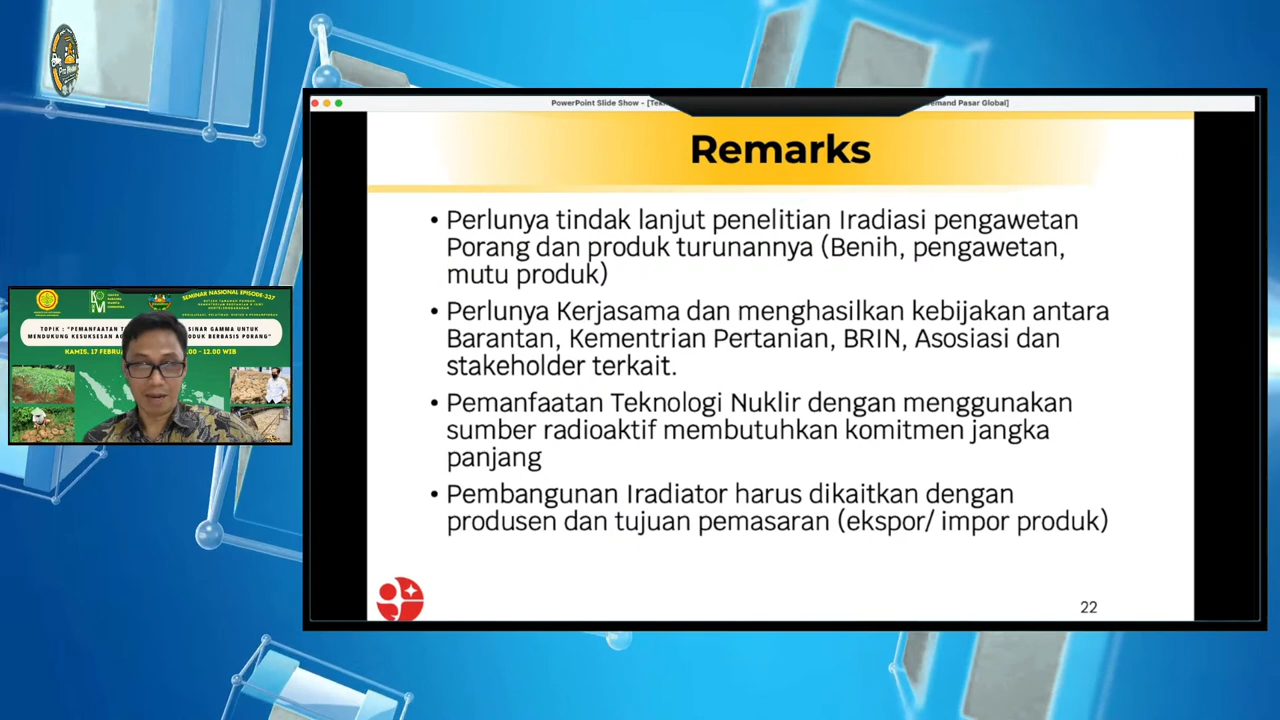 PowerPoint Slide Show - [Tek
emand Pasar Global]
Remarks
• Perlunya tindak lanjut penelitian Iradiasi pengawetan
Porang dan produk turunannya (Benih, pengawetan,
mutu produk)
• Perlunya Kerjasama dan menghasilkan kebijakan antara
Barantan, Kementrian Pertanian, BRIN, Asosiasi dan
stakeholder terkait.
• Pemanfaatan Teknologi Nuklir dengan menggunakan
sumber radioaktif membutuhkan komitmen jangka
panjang
• Pembangunan Iradiator harus dikaitkan dengan
produsen dan tujuan pemasaran (ekspor/ impor produk)
22
SEMINAR NASIONAL EPISODE-327
TOPIK : "PEMANFAATAN T SINAR GAMMA UNTUK
MENDUKUNG KESUKSESAN AG ODUK BERBASIS PORANG"
KAMIS, 17 FEBRUA .00 - 12.00 WIB